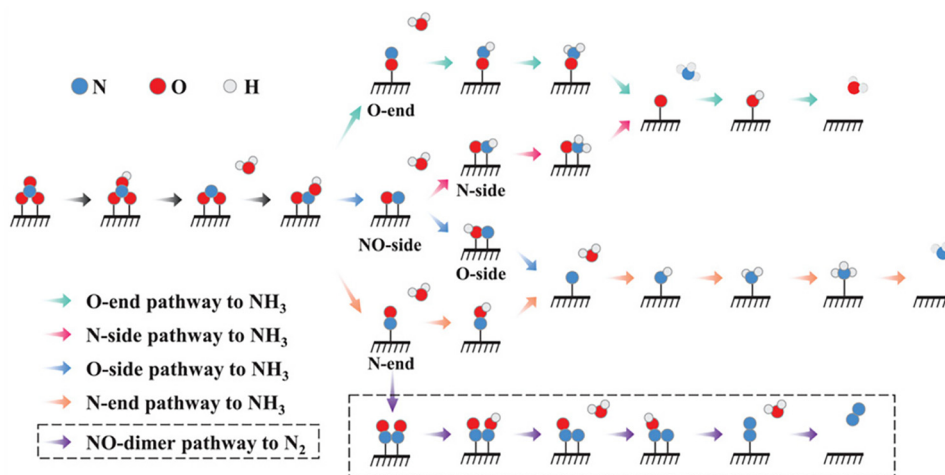 N
O
H
O-end
N-side
NO-side
O-side
N-end
O-end pathway to NH₃
N-side pathway to NH₃
O-side pathway to NH₃
N-end pathway to NH₃
NO-dimer pathway to N₂